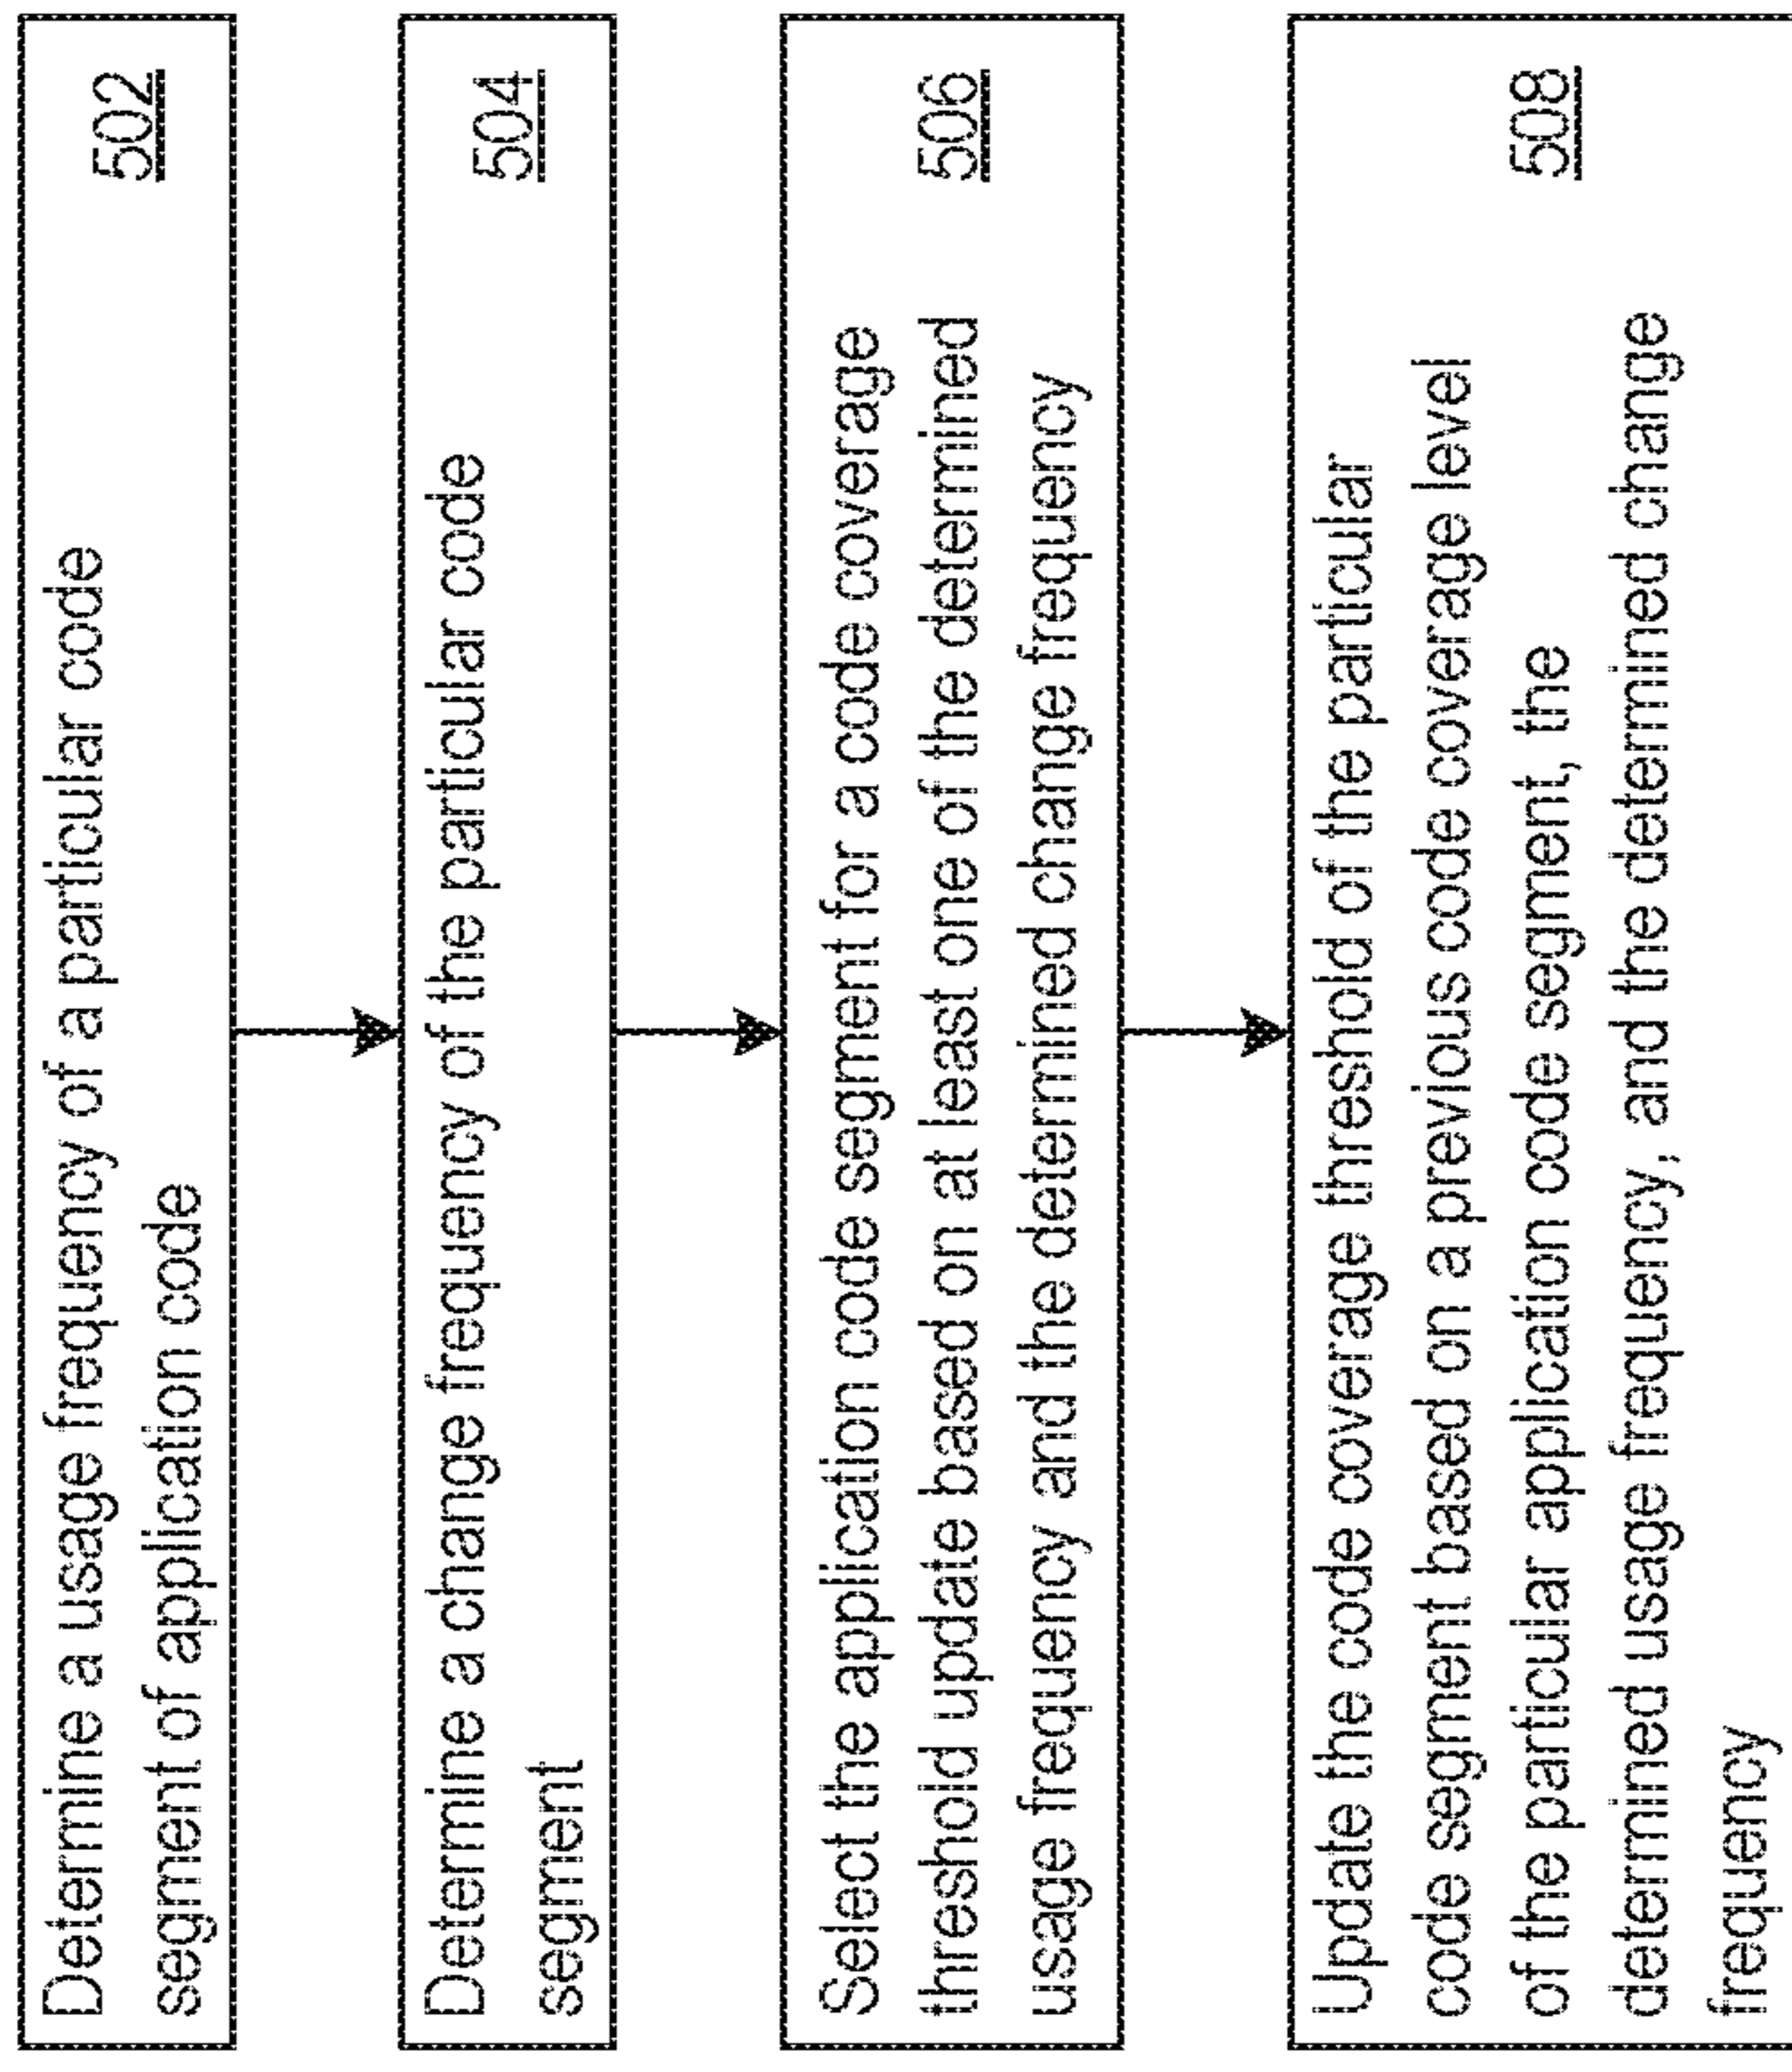 Determine a usage frequency of a particular code
segment of application code
502
Determine a change frequency of the particular code
segment
504
Select the application code segment for a code coverage
threshold update based on at least one of the determined
usage frequency and the determined change frequency
506
Update the code coverage threshold of the particular
code segment based on a previous code coverage level
of the particular application code segment, the
determined usage frequency, and the determined change
frequency
508